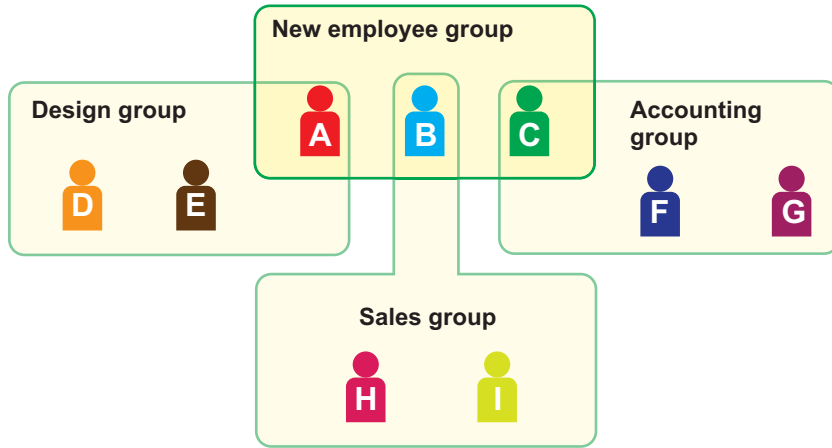 New employee group
Design group
Accounting
group
A
B
C
D
E
F
G
Sales group
H
I